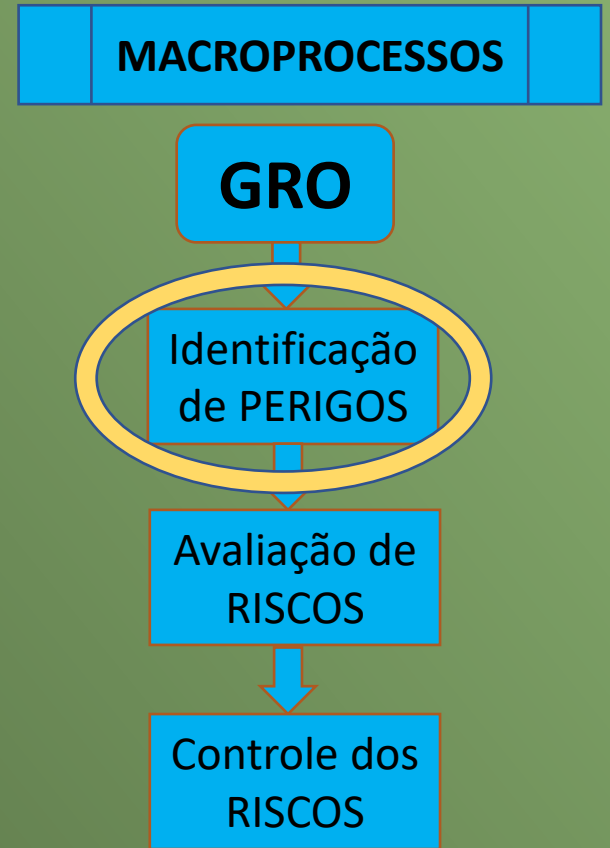 MACROPROCESSOS
GRO
Identificação
de PERIGOS
Avaliação de
RISCOS
Controle dos
RISCOS